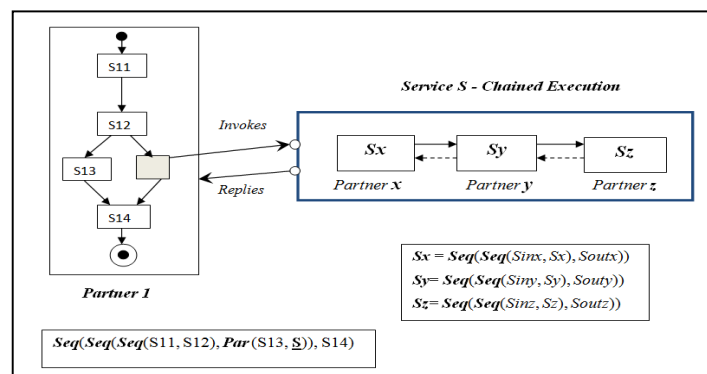 S11
Service S - Chained Execution
S12
Invokes
Sx
Sy
Sz
S13
Partner x
Partner y
Partner z
Replies
S14
Sx = Seq(Seq(Sinx, Sx), Soutx))
Sy= Seq(Seq(Siny, Sy), Souty))
Sz= Seq(Seq(Sinz, Sz), Soutz))
Partner 1
Seq(Seq(Seq(S11, S12), Par (S13, S)), S14)